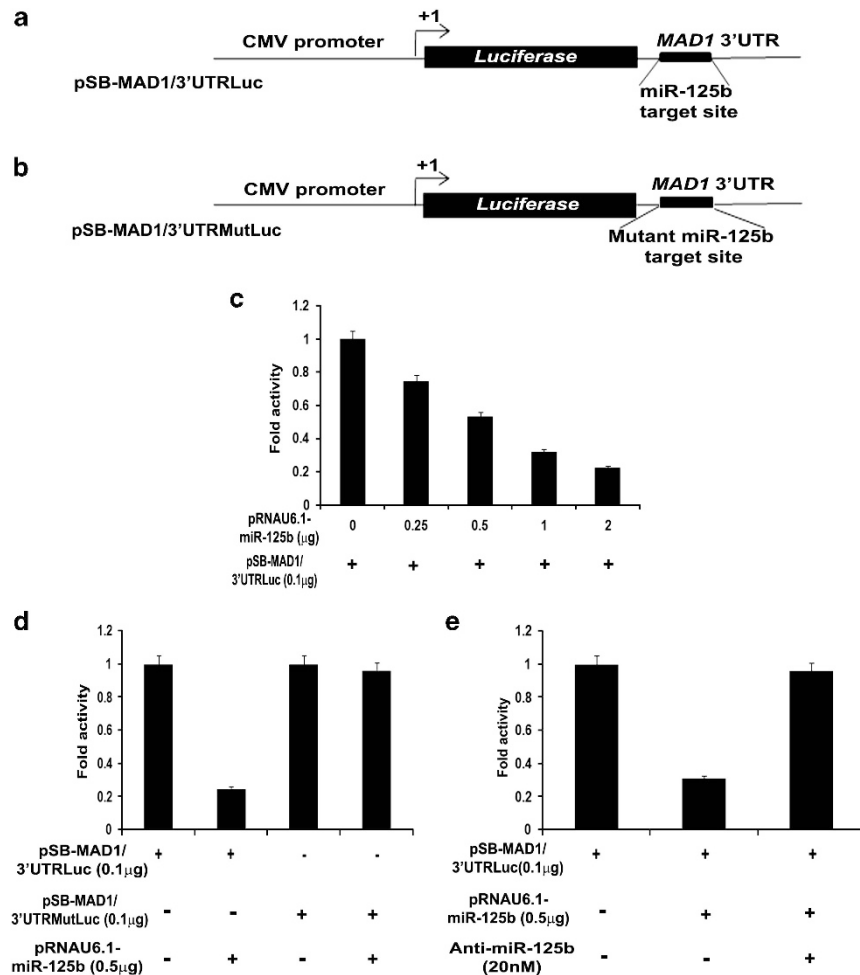 a
+1
CMV promoter
MAD1 3'UTR
Luciferase
pSB-MAD1/3'UTRLuc
miR-125b
target site
b
+1
CMV promoter
MAD1 3'UTR
Luciferase
pSB-MAD1/3'UTRMutLuc
Mutant miR-125b
target site
c
Fold activity
1.2
1
0.8
0.6
0.4
0.2
0
pRNAU6.1-
miR-125b (μg)
0 0.25 0.5 1 2
pSB-MAD1/
3'UTRLuc (0.1μg)
+ + + + +
d
Fold activity
1.2
1
0.8
0.6
0.4
0.2
0
pSB-MAD1/
3'UTRLuc (0.1μg)
+ + - -
pSB-MAD1/
3'UTRMutLuc (0.1μg)
- - + +
pRNAU6.1-
miR-125b (0.5μg)
- + - +
e
Fold activity
1.2
1
0.8
0.6
0.4
0.2
0
pSB-MAD1/
3'UTRLuc(0.1μg)
+ + +
pRNAU6.1-
miR-125b (0.5μg)
- + +
Anti-miR-125b
(20nM)
- - +